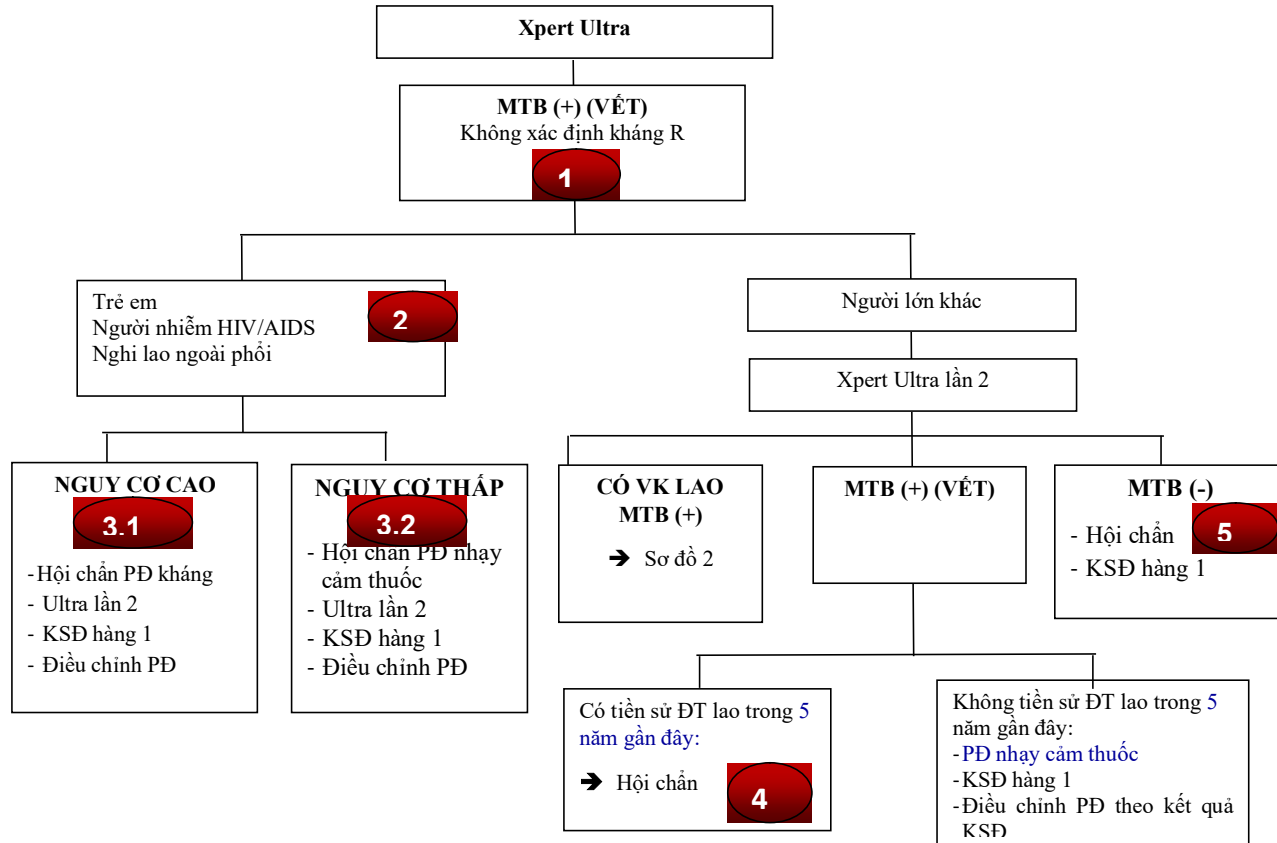 Xpert Ultra
MTB (+) (VẾT)
Không xác định kháng R
1
Trẻ em
Người nhiễm HIV/AIDS
Nghi lao ngoài phổi
2
Người lớn khác
Xpert Ultra lần 2
NGUY CƠ CAO
3.1
-Hội chẩn PĐ kháng
- Ultra lần 2
- KSĐ hàng 1
- Điều chỉnh PĐ
NGUY CƠ THẤP
3.2
- Hội chẩn PĐ nhạy
cảm thuốc
- Ultra lần 2
- KSĐ hàng 1
- Điều chỉnh PĐ
CÓ VK LAO
MTB (+)
➔ Sơ đồ 2
MTB (+) (VẾT)
MTB (-)
- Hội chẩn
- KSĐ hàng 1
5
Có tiền sử ĐT lao trong 5
năm gần đây:
➔ Hội chẩn
4
Không tiền sử ĐT lao trong 5
năm gần đây:
-PĐ nhạy cảm thuốc
-KSĐ hàng 1
-Điều chỉnh PĐ theo kết quả
KSĐ